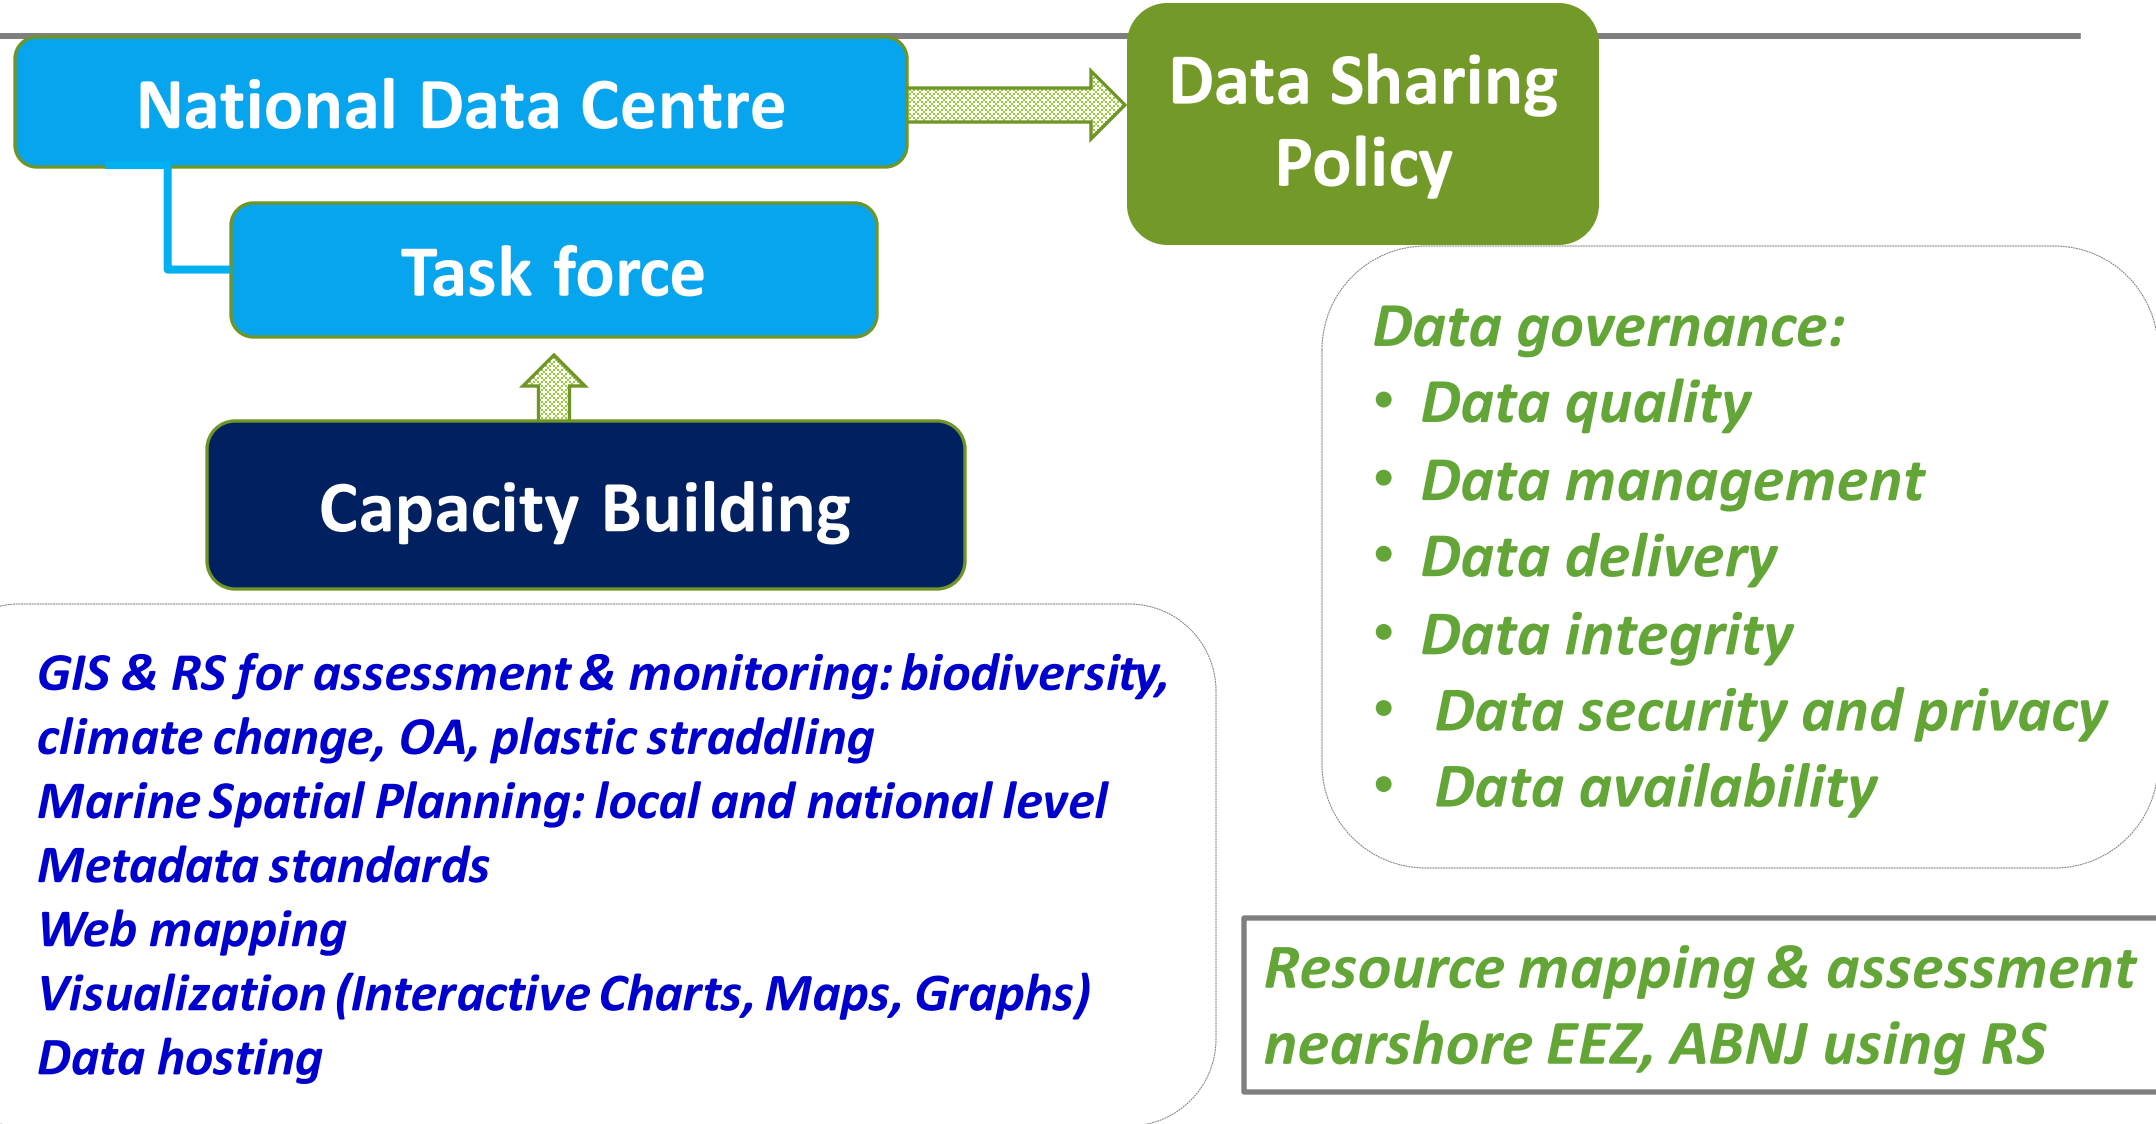 National Data Centre
Data Sharing
Policy
Task force
Capacity Building
GIS & RS for assessment & monitoring: biodiversity,
climate change, OA, plastic straddling
Marine Spatial Planning: local and national level
Metadata standards
Web mapping
Visualization (Interactive Charts, Maps, Graphs)
Data hosting
Data governance:
• Data quality
• Data management
• Data delivery
• Data integrity
• Data security and privacy
• Data availability
Resource mapping & assessment
nearshore EEZ, ABNJ using RS